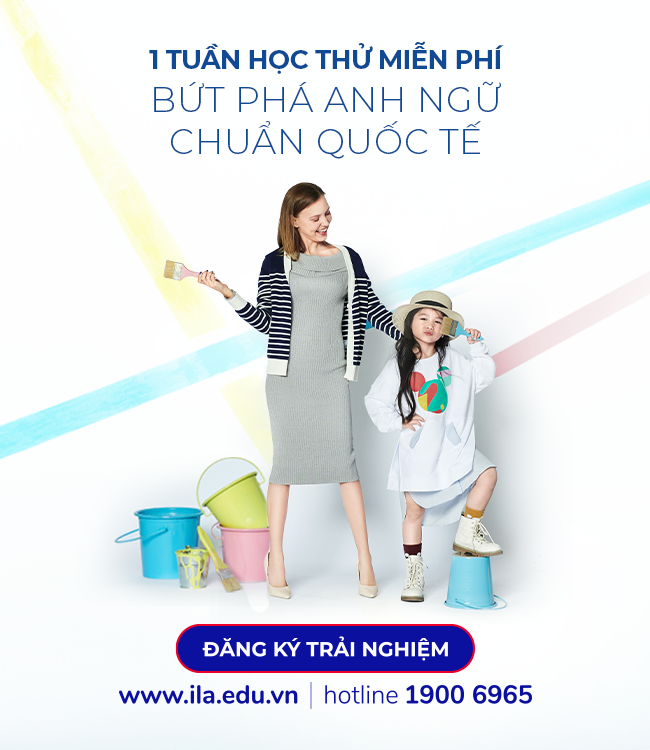 1 TUẦN HỌC THỬ MIỄN PHÍ
BỨT PHÁ ANH NGỮ
CHUẨN QUỐC TẾ
ĐĂNG KÝ TRẢI NGHIỆM
www.ila.edu.vn | hotline 1900 6965